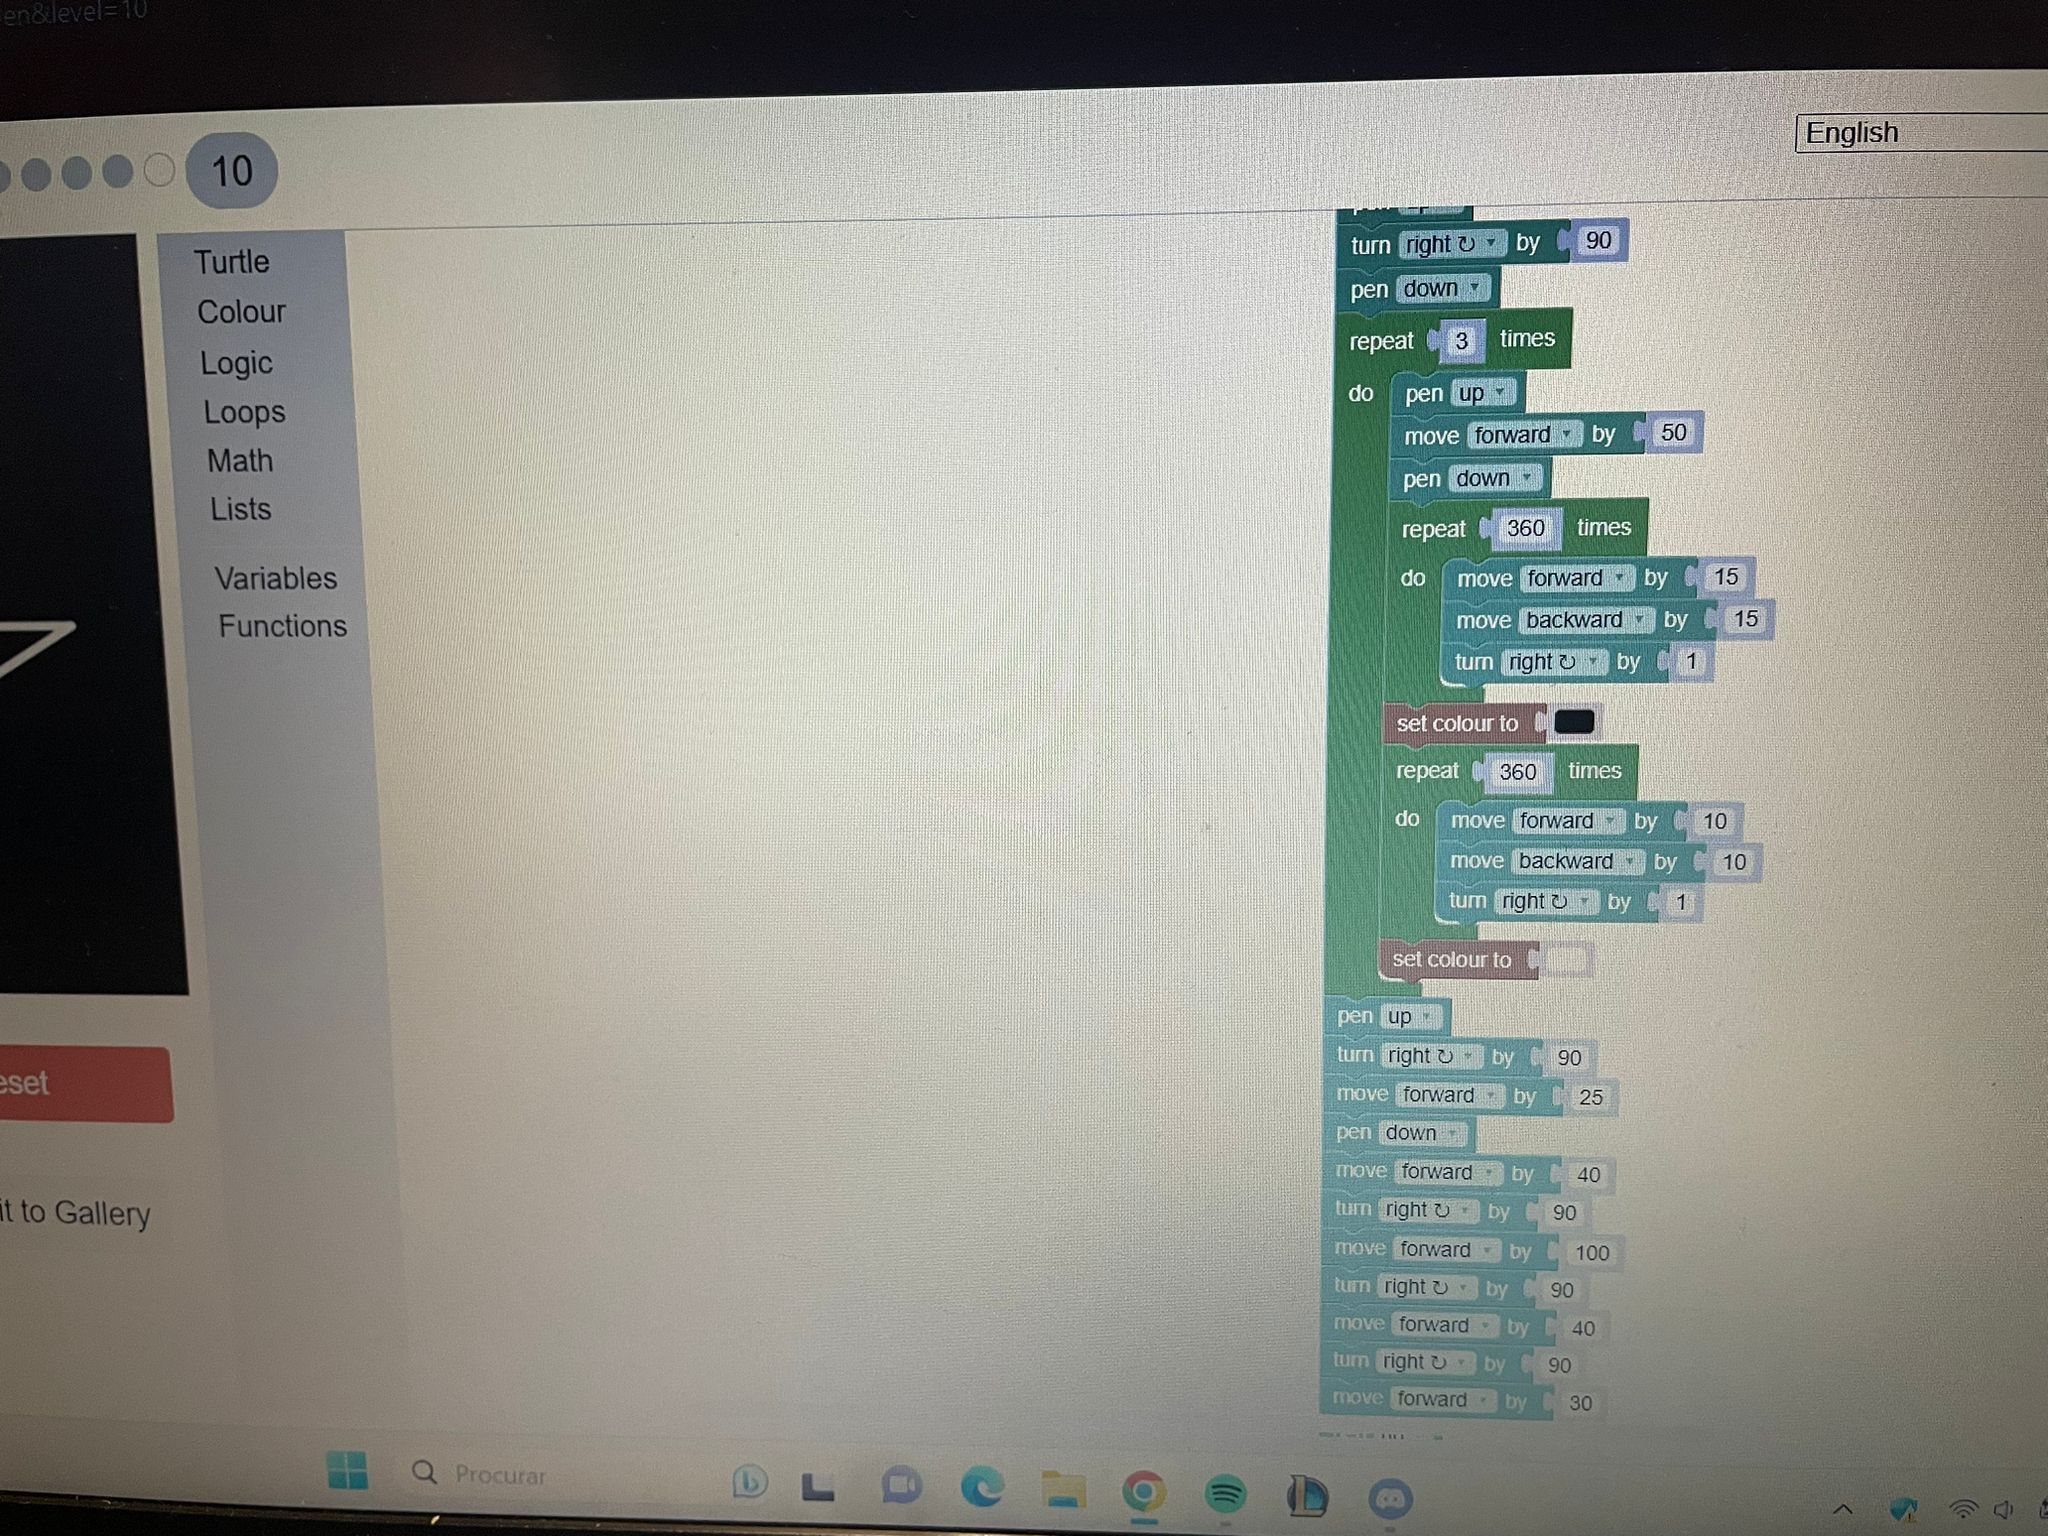 en&level=10
10
English
Turtle
Colour
Logic
Loops
Math
Lists
Variables
Functions
turn right ↻ by 90
pen down
repeat 3 times
do pen up
move forward by 50
pen down
repeat 360 times
do move forward by 15
move backward by 15
turn right ↻ by 1
set colour to
repeat 360 times
do move forward by 10
move backward by 10
turn right ↻ by 1
set colour to
pen up
turn right ↻ by 90
move forward by 25
pen down
move forward by 40
turn right ↻ by 90
move forward by 100
turn right ↻ by 90
move forward by 40
turn right ↻ by 90
move forward by 30
eset
it to Gallery
Procurar